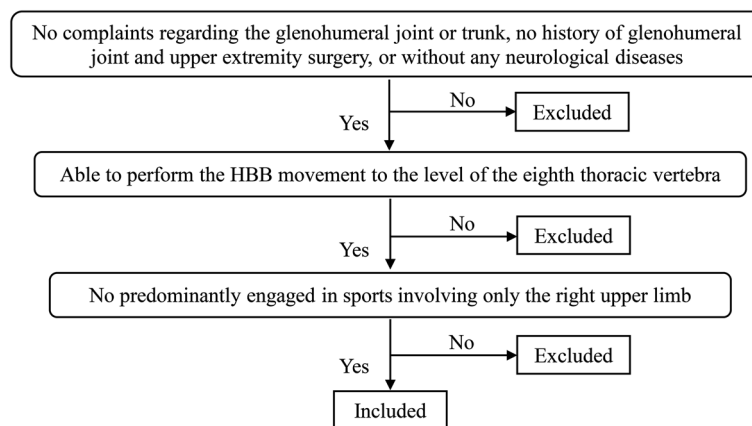 No complaints regarding the glenohumeral joint or trunk, no history of glenohumeral
joint and upper extremity surgery, or without any neurological diseases
No
Excluded
Yes
Able to perform the HBB movement to the level of the eighth thoracic vertebra
No
Excluded
Yes
No predominantly engaged in sports involving only the right upper limb
No
Excluded
Yes
Included